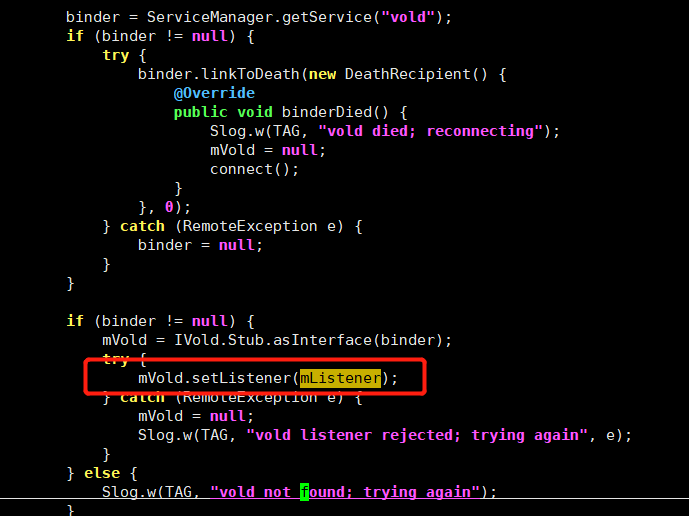 binder = ServiceManager.getService("vold");
if (binder != null) {
try {
binder.linkToDeath(new DeathRecipient() {
@Override
public void binderDied() {
Slog.w(TAG, "vold died; reconnecting");
mVold = null;
connect();
}
}, 0);
} catch (RemoteException e) {
binder = null;
}
}
if (binder != null) {
mVold = IVold.Stub.asInterface(binder);
try {
mVold.setListener(mListener);
} catch (RemoteException e) {
mVold = null;
Slog.w(TAG, "vold listener rejected; trying again", e);
}
} else {
Slog.w(TAG, "vold not found; trying again");
}